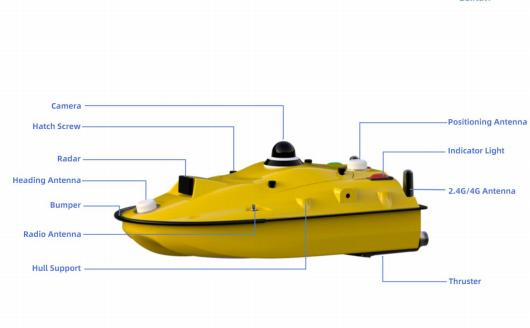 Camera
Hatch Screw
Radar
Heading Antenna
Bumper
Radio Antenna
Hull Support
Positioning Antenna
Indicator Light
2.4G/4G Antenna
Thruster